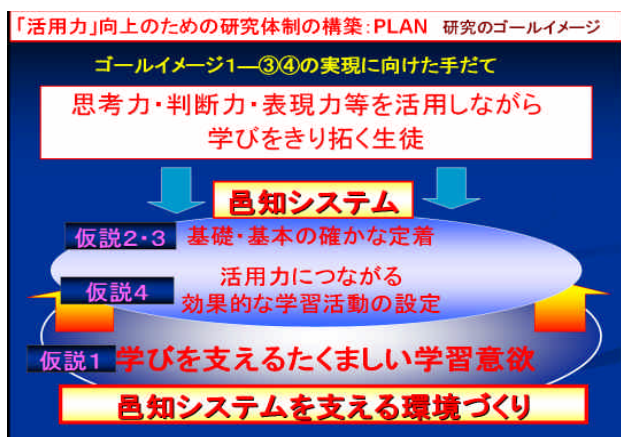 「活用力」向上のための研究体制の構築:PLAN 研究のゴールイメージ
ゴールイメージ1―③④の実現に向けた手だて
思考力・判断力・表現力等を活用しながら
学びをきり拓く生徒
邑知システム
仮説2・3 基礎・基本の確かな定着
活用力につながる
仮説4 効果的な学習活動の設定
仮説1 学びを支えるたくましい学習意欲
邑知システムを支える環境づくり